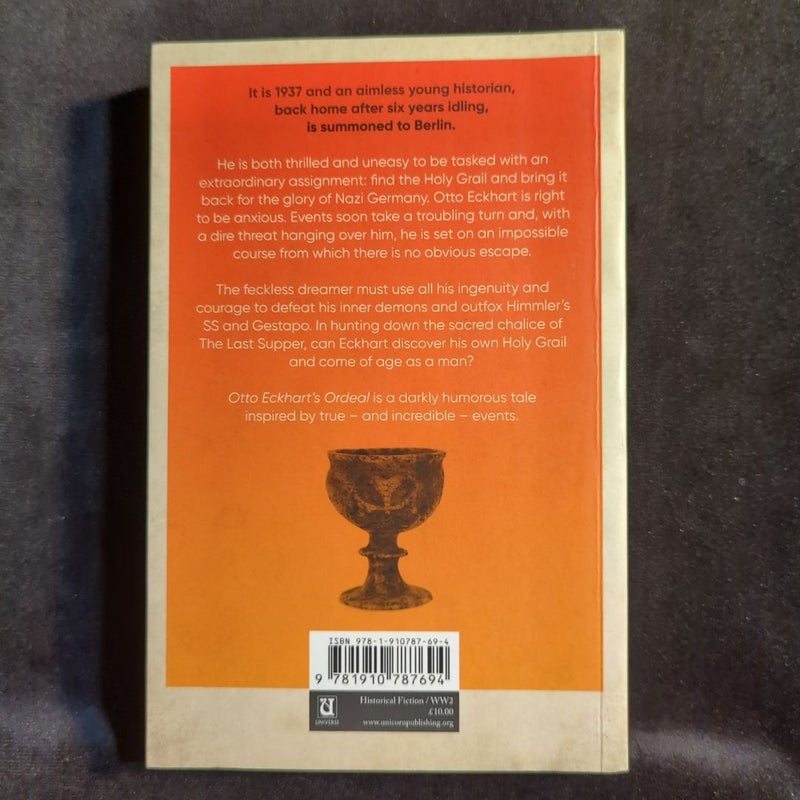 It is 1937 and an aimless young historian,
back home after six years idling,
is summoned to Berlin.
He is both thrilled and uneasy to be tasked with an
extraordinary assignment: find the Holy Grail and bring it
back for the glory of Nazi Germany. Otto Eckhart is right
to be anxious. Events soon take a troubling turn and, with
a dire threat hanging over him, he is set on an impossible
course from which there is no obvious escape.
The feckless dreamer must use all his ingenuity and
courage to defeat his inner demons and outfox Himmler's
SS and Gestapo. In hunting down the sacred chalice of
The Last Supper, can Eckhart discover his own Holy Grail
and come of age as a man?
Otto Eckhart's Ordeal is a darkly humorous tale
inspired by true – and incredible – events.
ISBN 978-1-910787-69-4
9 781910 787694
Historical Fiction / WW2
£10.00
www.unicornpublishing.org
U
UNIVERSI